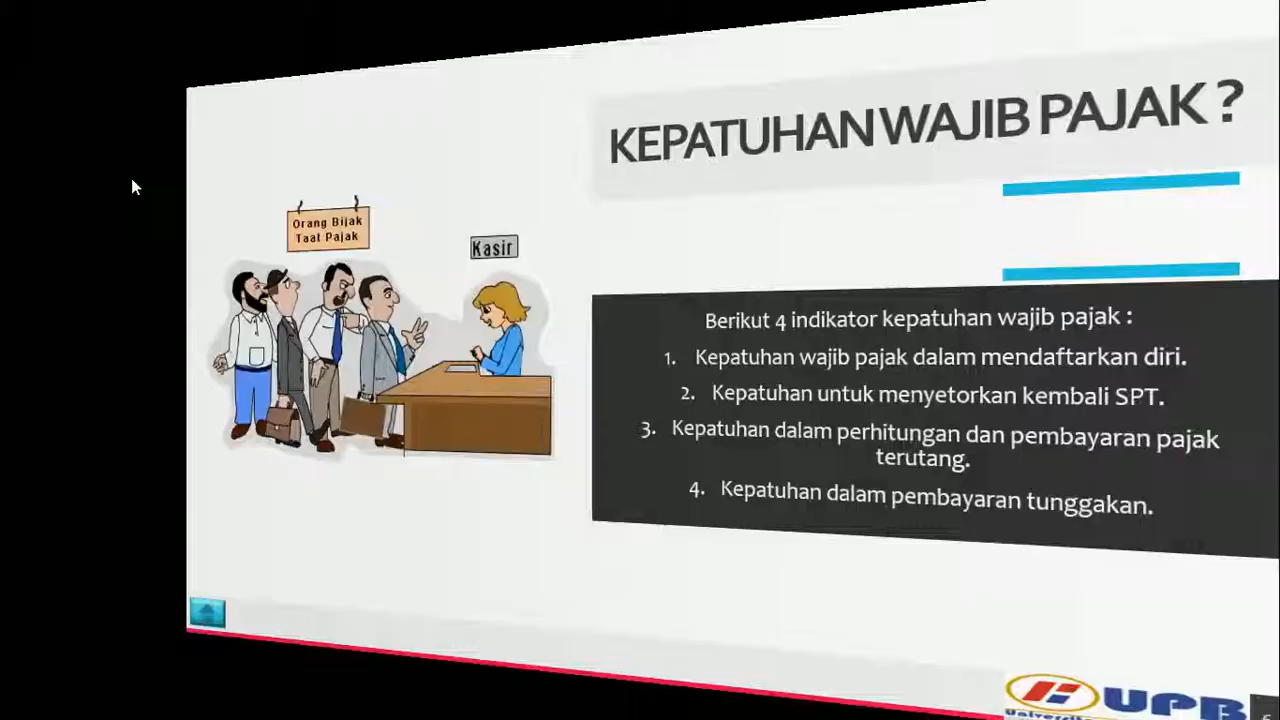 KEPATUHAN WAJIB PAJAK ?
Orang Bijak
Taat Pajak
Kasir
Berikut 4 indikator kepatuhan wajib pajak :
1. Kepatuhan wajib pajak dalam mendaftarkan diri.
2. Kepatuhan untuk menyetorkan kembali SPT.
3. Kepatuhan dalam perhitungan dan pembayaran pajak
terutang.
4. Kepatuhan dalam pembayaran tunggakan.
UPB